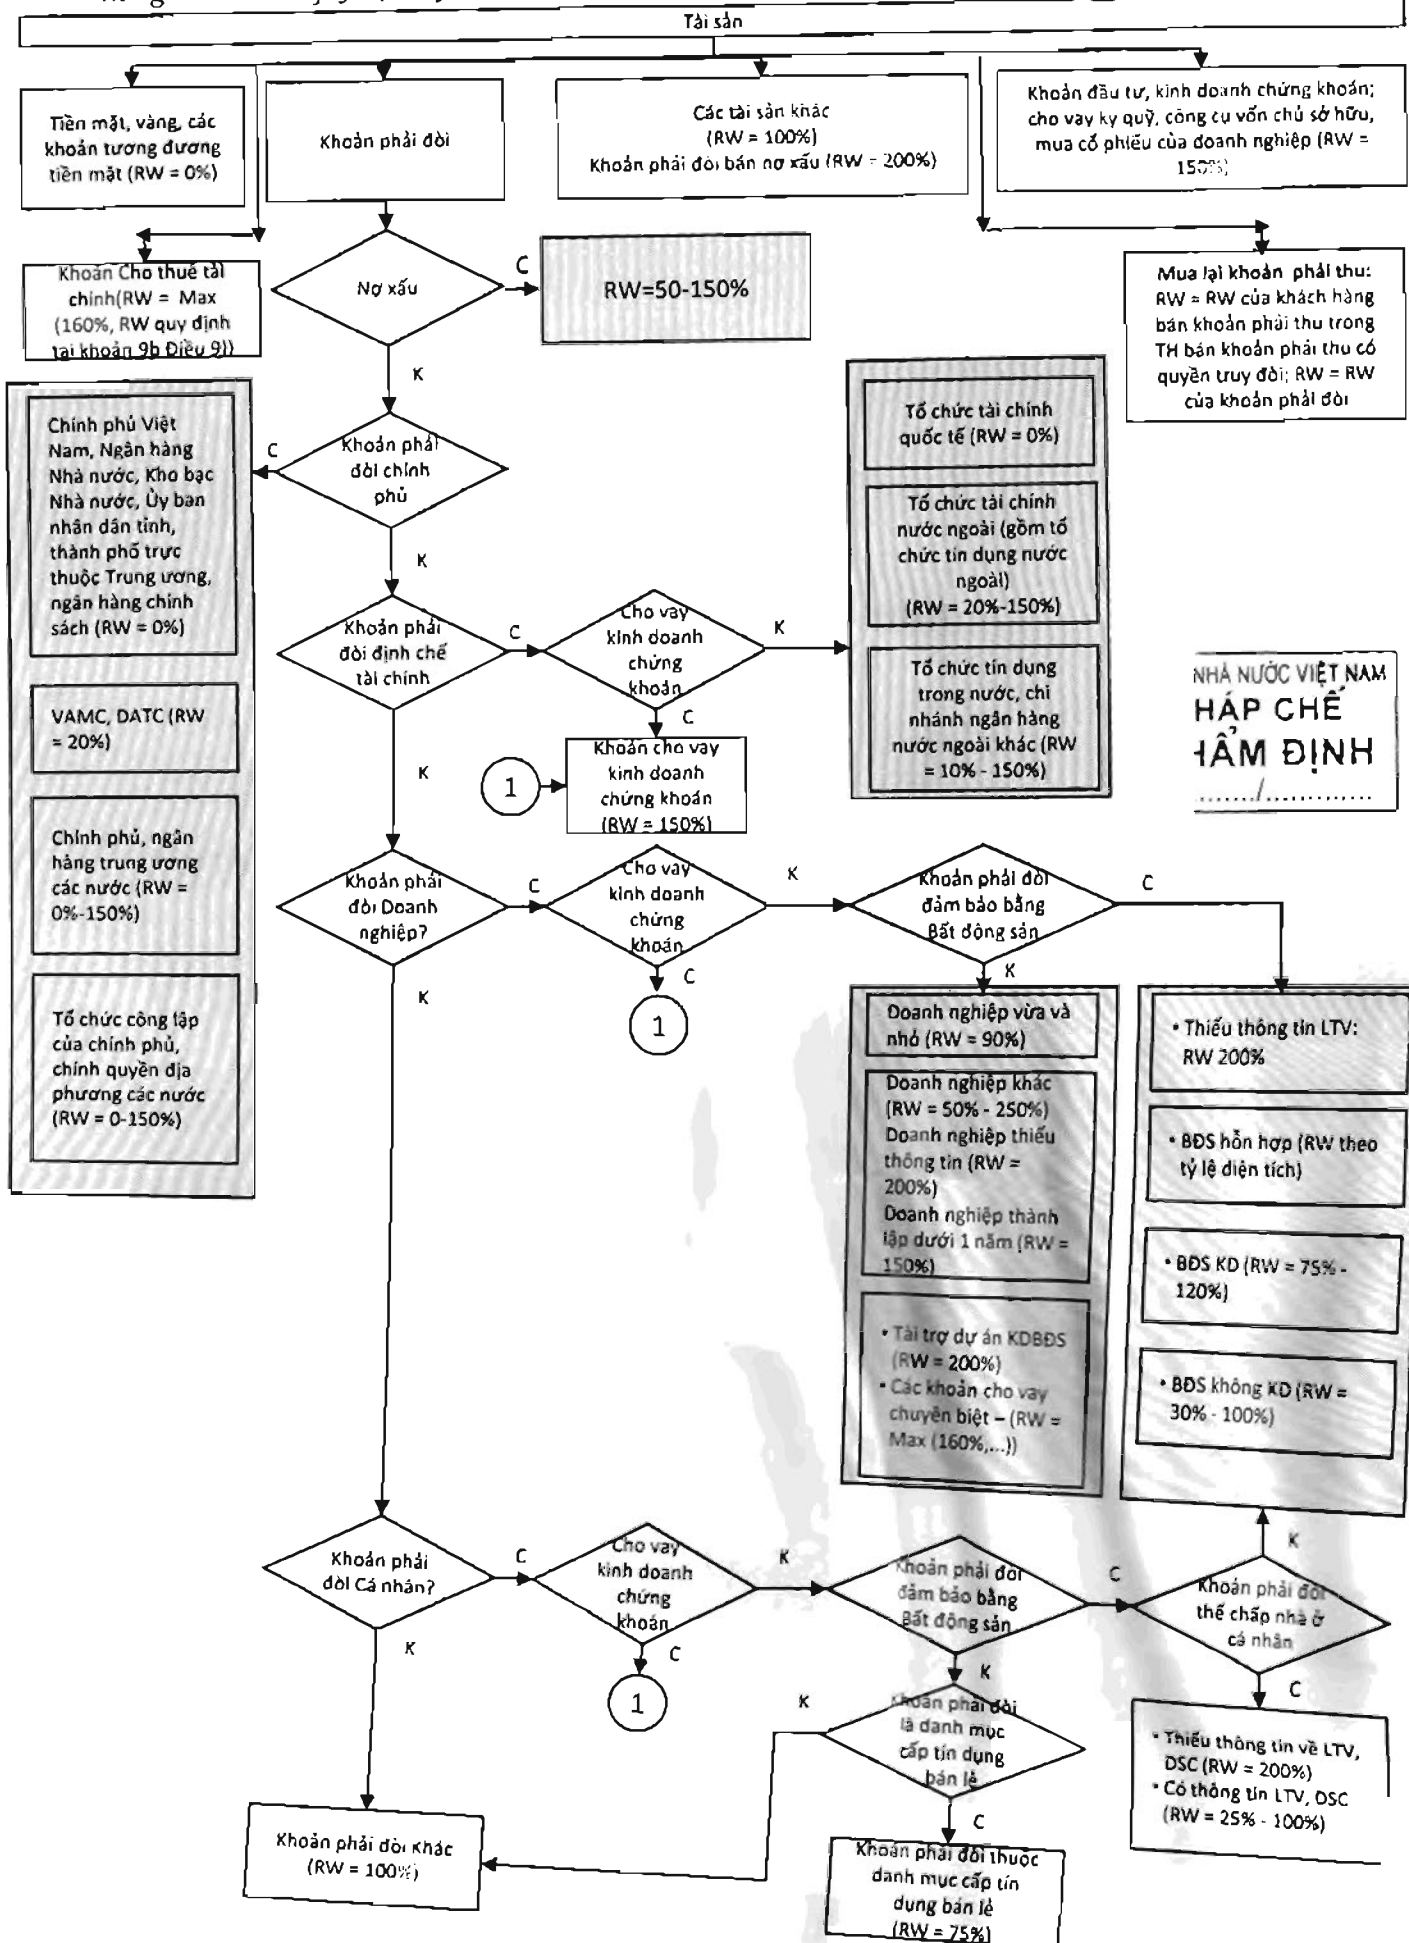 Tài sản
Tiền mặt, vàng, các
khoản tương đương
tiền mặt (RW = 0%)
Khoản phải đòi
Các tài sản khác
(RW = 100%)
Khoản phải đòi bán nợ xấu (RW = 200%)
Khoản đầu tư, kinh doanh chứng khoán;
cho vay ký quỹ, công cụ vốn chủ sở hữu,
mua cổ phiếu của doanh nghiệp (RW =
150%)
Khoản Cho thuê tài
chính(RW = Max
(160%, RW quy định
tại khoản 9b Điều 9))
Nợ xấu
C
RW=50-150%
Mua lại khoản phải thu:
RW = RW của khách hàng
bán khoản phải thu trong
TH bán khoản phải thu có
quyền truy đòi; RW = RW
của khoản phải đòi
K
Chính phủ Việt
Nam, Ngân hàng
Nhà nước, Kho bạc
Nhà nước, Ủy ban
nhân dân tỉnh,
thành phố trực
thuộc Trung ương,
ngân hàng chính
sách (RW = 0%)
C
Khoản phải
đòi chính
phủ
Tổ chức tài chính
quốc tế (RW = 0%)
Tổ chức tài chính
nước ngoài (gồm tổ
chức tín dụng nước
ngoài)
(RW = 20%-150%)
K
Khoản phải
đòi định chế
tài chính
C
Cho vay
kinh doanh
chứng
khoán
K
Tổ chức tín dụng
trong nước, chi
nhánh ngân hàng
nước ngoài khác (RW
= 10% - 150%)
NHÀ NƯỚC VIỆT NAM
HÁP CHẾ
HẨM ĐỊNH
......./.............
VAMC, DATC (RW
= 20%)
C
K
1
Khoản cho vay
kinh doanh
chứng khoán
(RW = 150%)
Chính phủ, ngân
hàng trung ương
các nước (RW =
0%-150%)
Khoản phải
đòi Doanh
nghiệp?
C
Cho vay
kinh doanh
chứng
khoán
K
Khoản phải đòi
đảm bảo bằng
Bất động sản
C
K
C
K
1
Tổ chức công lập
của chính phủ,
chính quyền địa
phương các nước
(RW = 0-150%)
Doanh nghiệp vừa và
nhỏ (RW = 90%)
Doanh nghiệp khác
(RW = 50% - 250%)
Doanh nghiệp thiếu
thông tin (RW =
200%)
Doanh nghiệp thành
lập dưới 1 năm (RW =
150%)
• Tài trợ dự án KDBĐS
(RW = 200%)
• Các khoản cho vay
chuyên biệt – (RW =
Max (160%,...))
• Thiếu thông tin LTV:
RW 200%
• BĐS hỗn hợp (RW theo
tỷ lệ diện tích)
• BĐS KD (RW = 75% -
120%)
• BĐS không KD (RW =
30% - 100%)
Khoản phải
đòi Cá nhân?
C
Cho vay
kinh doanh
chứng
khoán
K
Khoản phải đòi
đảm bảo bằng
Bất động sản
C
K
Khoản phải đòi
thế chấp nhà ở
cá nhân
K
C
1
K
K
Khoản phải đòi
là danh mục
cấp tín dụng
bán lẻ
C
• Thiếu thông tin về LTV,
DSC (RW = 200%)
• Có thông tin LTV, DSC
(RW = 25% - 100%)
C
Khoản phải đòi Khác
(RW = 100%)
Khoản phải đòi thuộc
danh mục cấp tín
dụng bán lẻ
(RW = 75%)